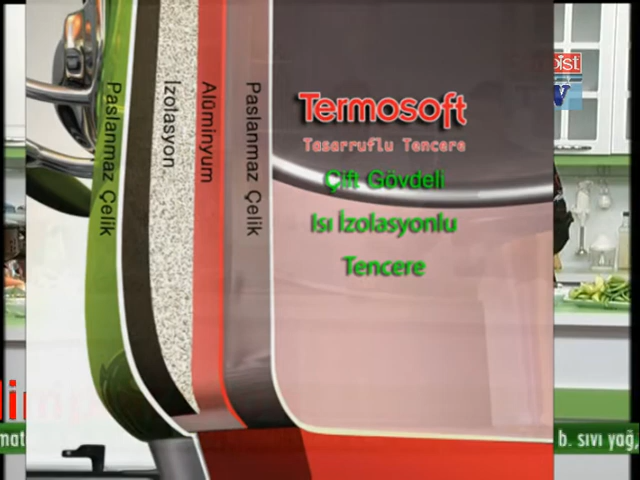 Termosoft
Tasarruflu Tencere
Çift Gövdeli
Isı İzolasyonlu
Tencere
Paslanmaz Çelik
İzolasyon
Alüminyum
Paslanmaz Çelik
b. sıvı yağ,